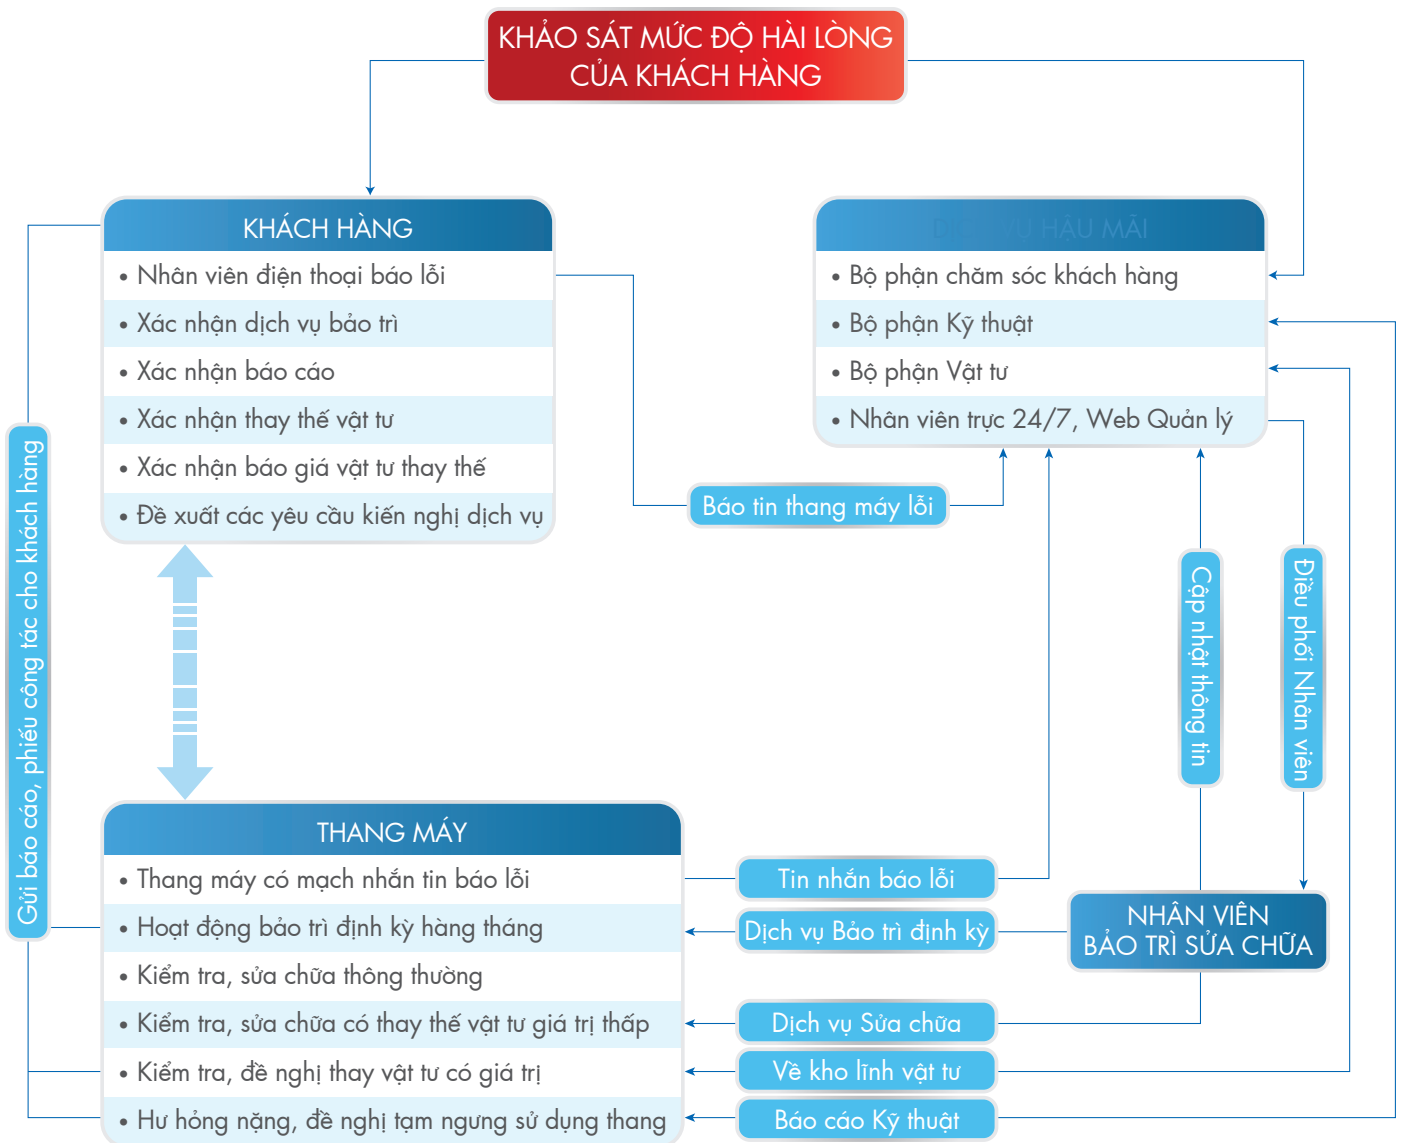 KHẢO SÁT MỨC ĐỘ HÀI LÒNG
CỦA KHÁCH HÀNG
KHÁCH HÀNG
• Nhân viên điện thoại báo lỗi
• Xác nhận dịch vụ bảo trì
• Xác nhận báo cáo
• Xác nhận thay thế vật tư
• Xác nhận báo giá vật tư thay thế
• Đề xuất các yêu cầu kiến nghị dịch vụ
DỊCH VỤ HẬU MÃI
• Bộ phận chăm sóc khách hàng
• Bộ phận Kỹ thuật
• Bộ phận Vật tư
• Nhân viên trực 24/7, Web Quản lý
Báo tin thang máy lỗi
Gửi báo cáo, phiếu công tác cho khách hàng
Cập nhật thông tin
Điều phối Nhân viên
THANG MÁY
• Thang máy có mạch nhắn tin báo lỗi
• Hoạt động bảo trì định kỳ hàng tháng
• Kiểm tra, sửa chữa thông thường
• Kiểm tra, sửa chữa có thay thế vật tư giá trị thấp
• Kiểm tra, đề nghị thay vật tư có giá trị
• Hư hỏng nặng, đề nghị tạm ngưng sử dụng thang
Tin nhắn báo lỗi
Dịch vụ Bảo trì định kỳ
Dịch vụ Sửa chữa
Về kho lĩnh vật tư
Báo cáo Kỹ thuật
NHÂN VIÊN
BẢO TRÌ SỬA CHỮA